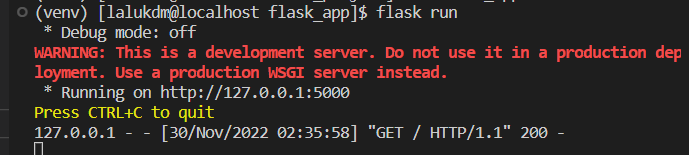 (venv) [lalukdm@localhost flask_app]$ flask run
 * Debug mode: off
WARNING: This is a development server. Do not use it in a production dep
loyment. Use a production WSGI server instead.
 * Running on http://127.0.0.1:5000
Press CTRL+C to quit
127.0.0.1 - - [30/Nov/2022 02:35:58] "GET / HTTP/1.1" 200 -